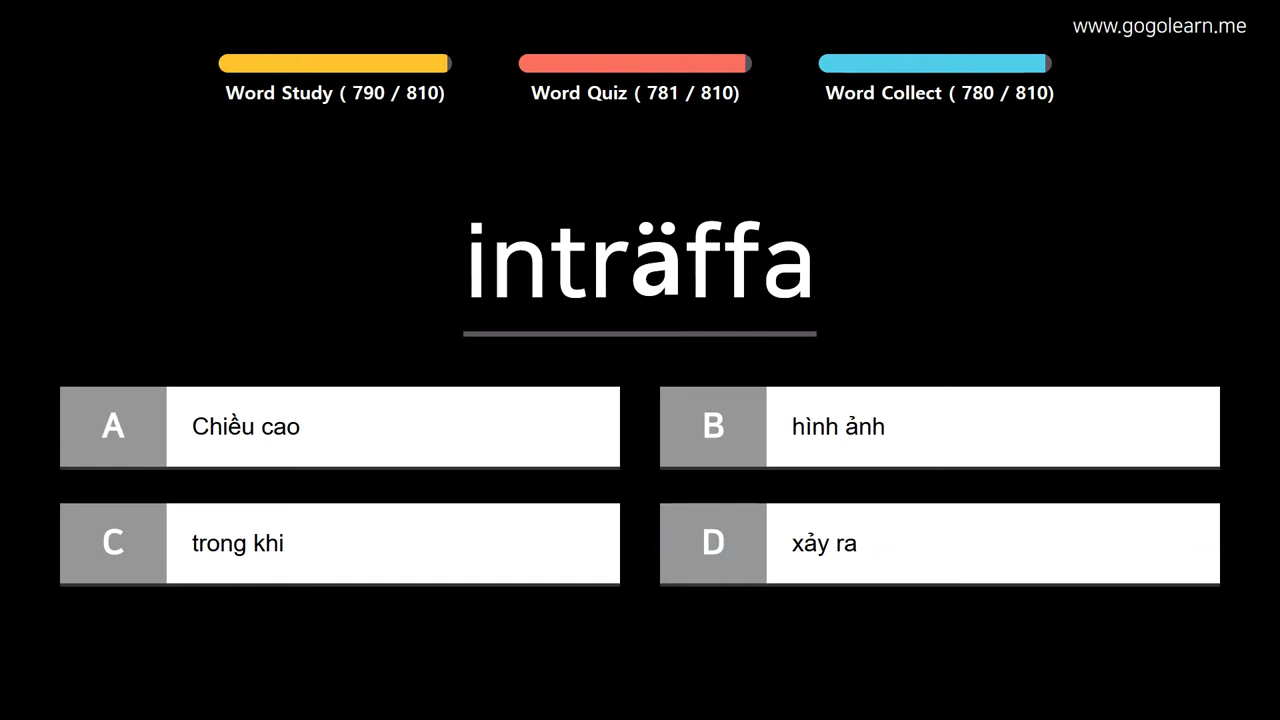 www.gogolearn.me
Word Study ( 790 / 810)
Word Quiz ( 781 / 810)
Word Collect ( 780 / 810)
inträffa
A
Chiều cao
B
hình ảnh
C
trong khi
D
xảy ra